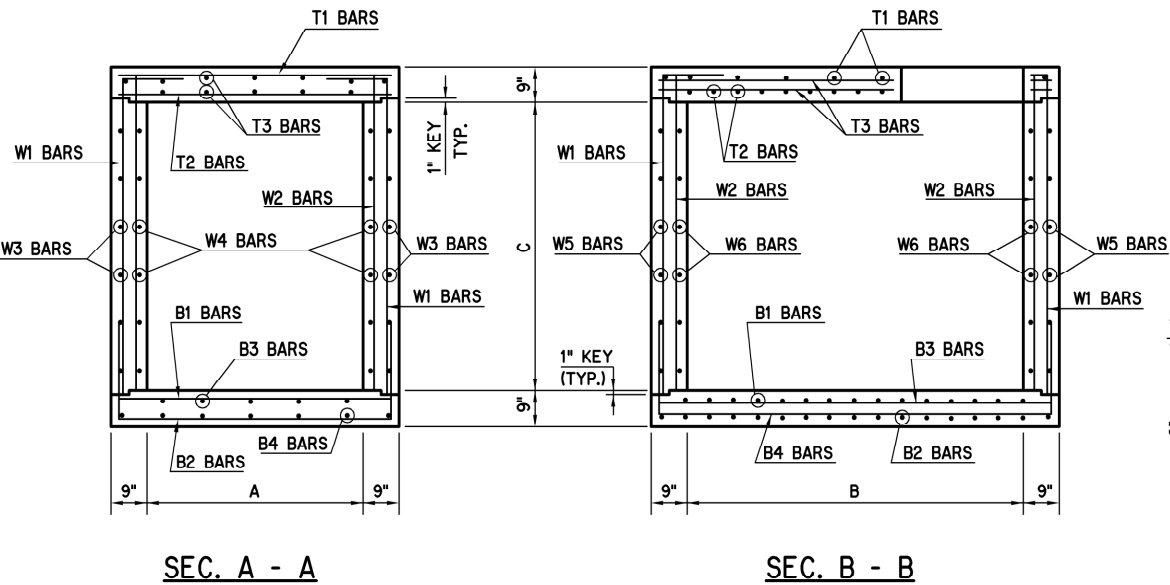 T1 BARS
T3 BARS
T2 BARS
W1 BARS
W2 BARS
W3 BARS
W4 BARS
W3 BARS
W1 BARS
B1 BARS
B3 BARS
B4 BARS
B2 BARS
9"
A
9"
SEC. A - A
9"
1" KEY
TYP.
C
1" KEY
(TYP.)
9"
T1 BARS
T3 BARS
T2 BARS
W1 BARS
W2 BARS
W2 BARS
W5 BARS
W6 BARS
W6 BARS
W5 BARS
W1 BARS
B1 BARS
B3 BARS
B4 BARS
B2 BARS
9"
B
9"
SEC. B - B